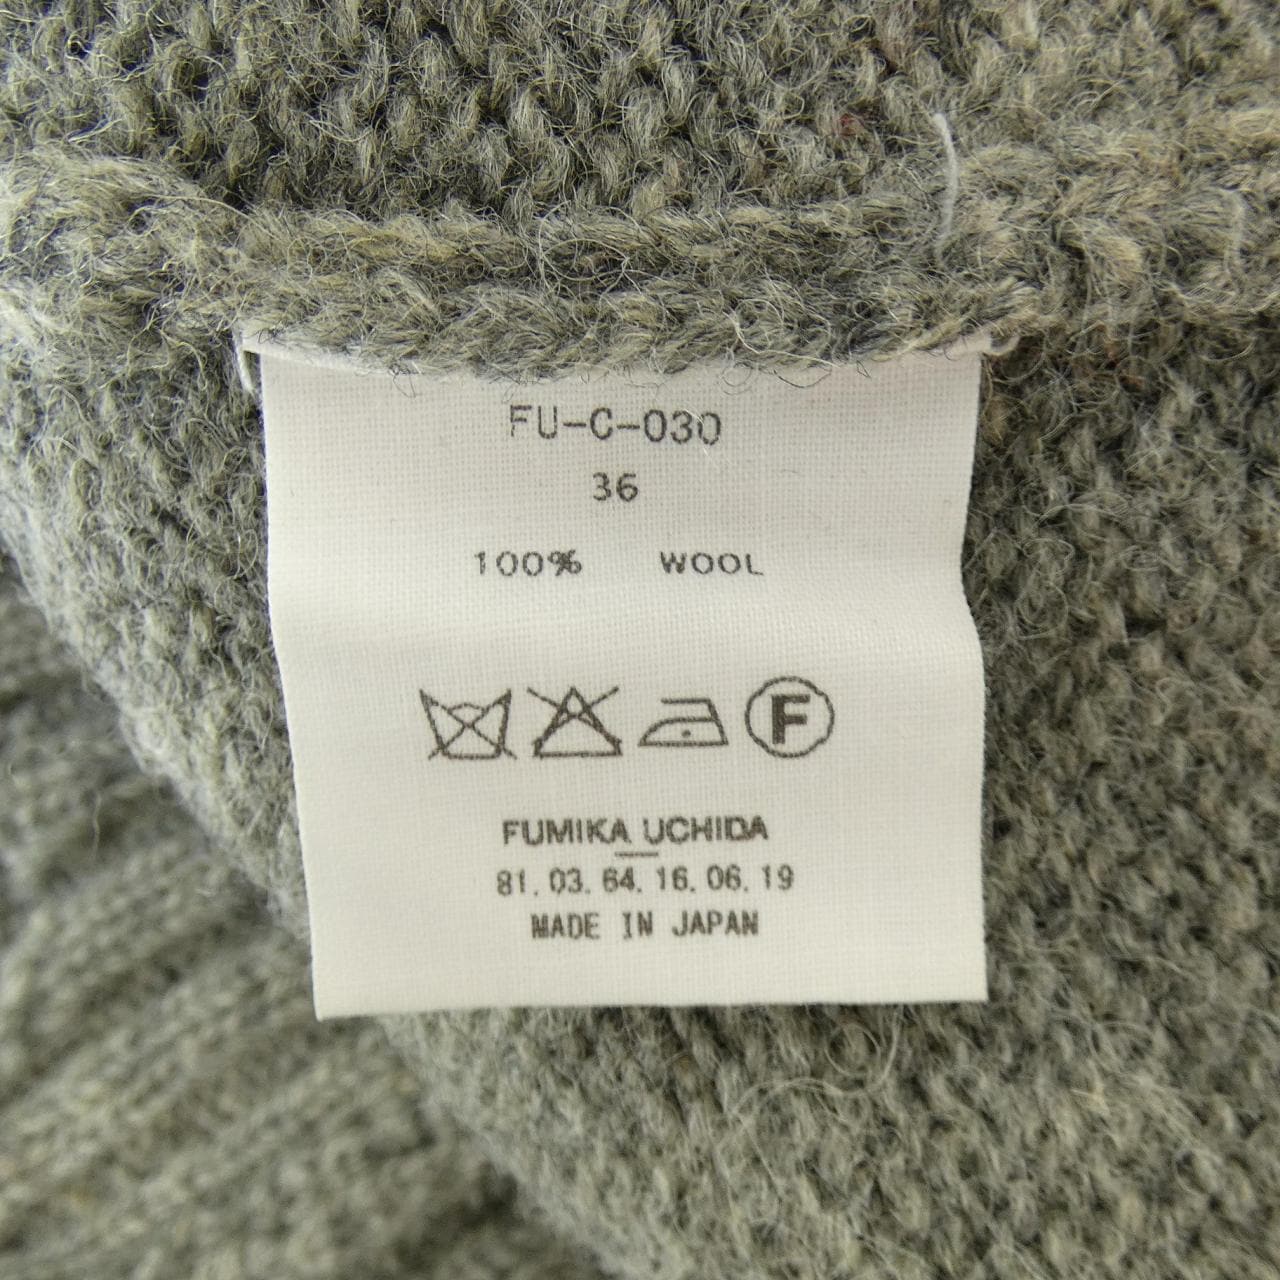 FU-C-030
36
100% WOOL
F
FUMIKA UCHIDA
81. 03. 64. 16. 06. 19
MADE IN JAPAN